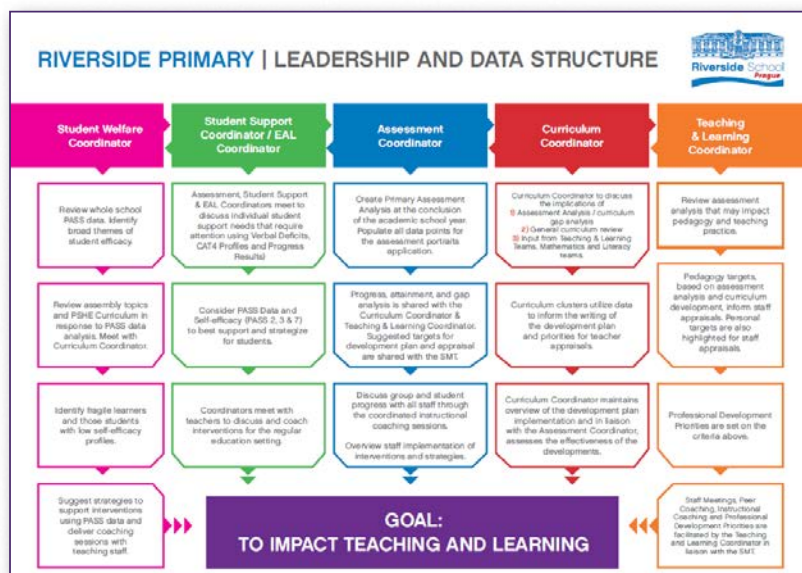 RIVERSIDE PRIMARY | LEADERSHIP AND DATA STRUCTURE
Riverside School
Prague
Student Welfare
Coordinator
Student Support
Coordinator / EAL
Coordinator
Assessment
Coordinator
Curriculum
Coordinator
Teaching
& Learning
Coordinator
Review whole school
PASS data. Identify
broad themes of
student efficacy.
Assessment, Student Support
& EAL Coordinators meet to
discuss individual student
support needs that require
attention using Verbal Deficits,
CAT4 Profiles and Progress
Results)
Create Primary Assessment
Analysis at the conclusion
of the academic school year.
Populate all data points for
the assessment portraits
application.
Curriculum Coordinator to discuss
the implications of
1) Assessment Analysis / curriculum
gap analysis
2) General curriculum review
3) Input from Teaching & Learning
Teams, Mathematics and Literacy
teams.
Review assessment
analysis that may impact
pedagogy and teaching
practice.
Review assembly topics
and PSHE Curriculum in
response to PASS data
analysis. Meet with
Curriculum Coordinator.
Consider PASS Data and
Self-efficacy (PASS 2, 3 & 7)
to best support and strategize
for students.
Progress, attainment, and gap
analysis is shared with the
Curriculum Coordinator &
Teaching & Learning Coordinator.
Suggested targets for
development plan and appraisal
are shared with the SMT.
Curriculum clusters utilize data
to inform the writing of
the development plan
and priorities for teacher
appraisals.
Pedagogy targets,
based on assessment
analysis and curriculum
development, inform staff
appraisals. Personal
targets are also
highlighted for staff
appraisals.
Identify fragile learners
and those students
with low self-efficacy
profiles.
Coordinators meet with
teachers to discuss and coach
interventions for the regular
education setting.
Discuss group and student
progress with all staff through
the coordinated instructional
coaching sessions.
Overview staff implementation of
interventions and strategies.
Curriculum Coordinator maintains
overview of the development plan
implementation and in liaison
with the Assessment Coordinator,
assesses the effectiveness of the
developments.
Professional Development
Priorities are set on the
criteria above.
Suggest strategies to
support interventions
using PASS data and
deliver coaching
sessions with
teaching staff.
GOAL:
TO IMPACT TEACHING AND LEARNING
Staff Meetings, Peer
Coaching, Instructional
Coaching and Professional
Development Priorities are
facilitated by the Teaching
and Learning Coordinator in
liaison with the SMT.